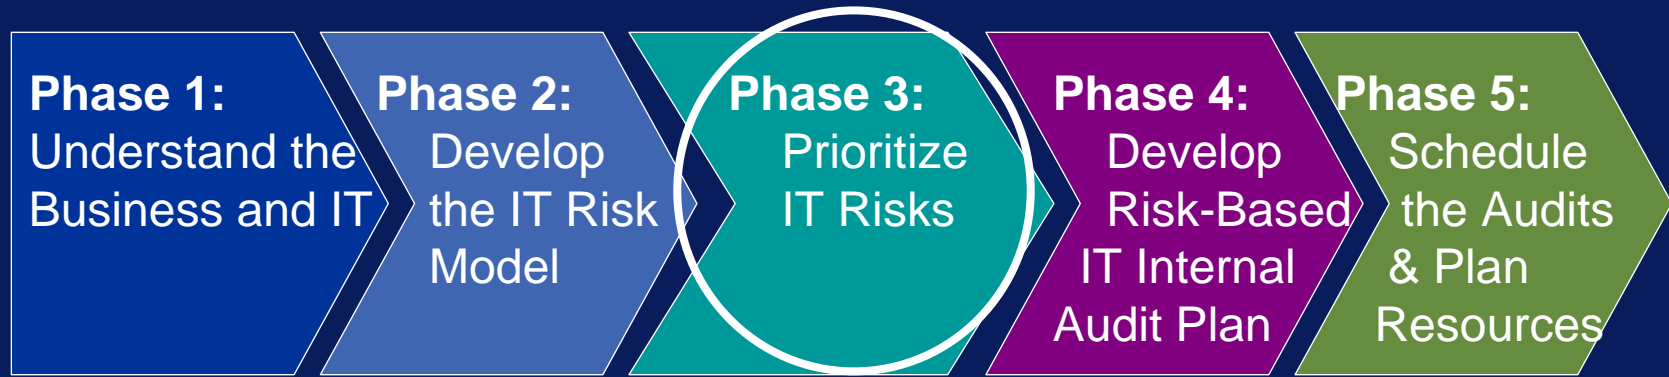 Phase 1:
Understand the
Business and IT
Phase 2:
Develop
the IT Risk
Model
Phase 3:
Prioritize
IT Risks
Phase 4:
Develop
Risk-Based
IT Internal
Audit Plan
Phase 5:
Schedule
the Audits
& Plan
Resources